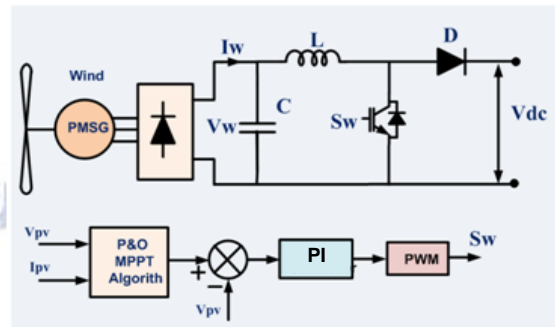 Wind
PMSG
Iw
L
D
Vw
C
Sw
Vdc
Vpv
Ipv
P&O
MPPT
Algorith
+
−
Vpv
PI
PWM
Sw